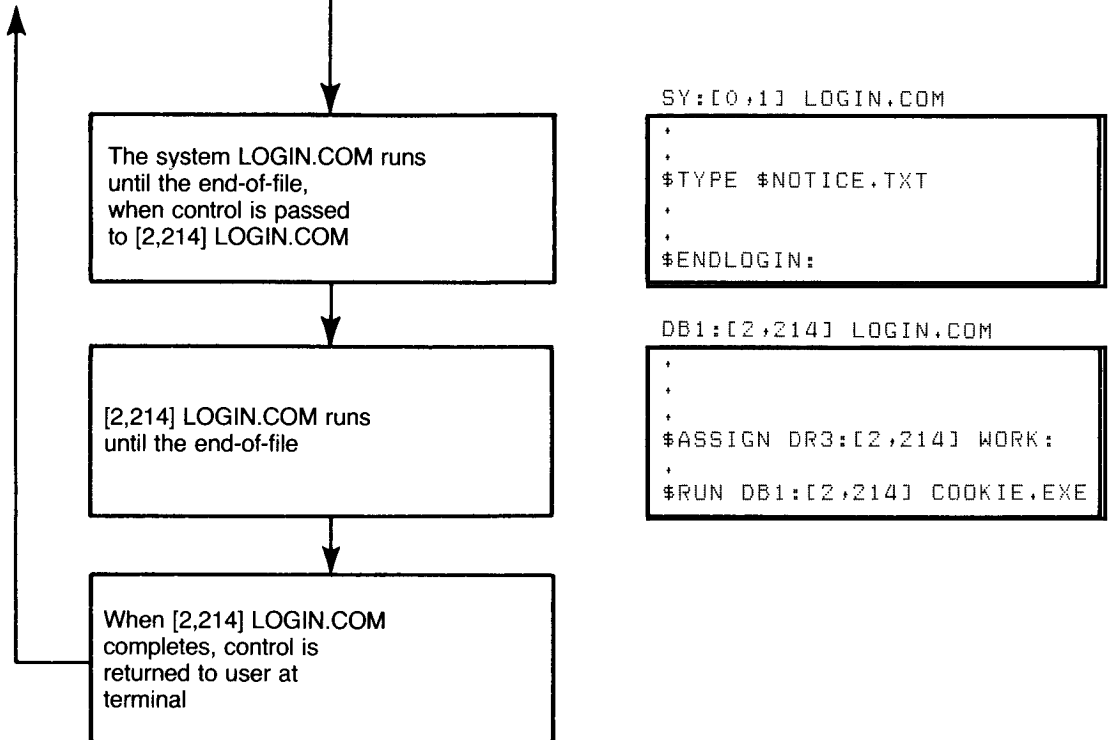 The system LOGIN.COM runs
until the end-of-file,
when control is passed
to [2,214] LOGIN.COM
SY:[0,1] LOGIN.COM
.
.
$TYPE $NOTICE.TXT
.
.
$ENDLOGIN:
[2,214] LOGIN.COM runs
until the end-of-file
DB1:[2,214] LOGIN.COM
.
.
.
$ASSIGN DR3:[2,214] WORK:
.
$RUN DB1:[2,214] COOKIE.EXE
When [2,214] LOGIN.COM
completes, control is
returned to user at
terminal